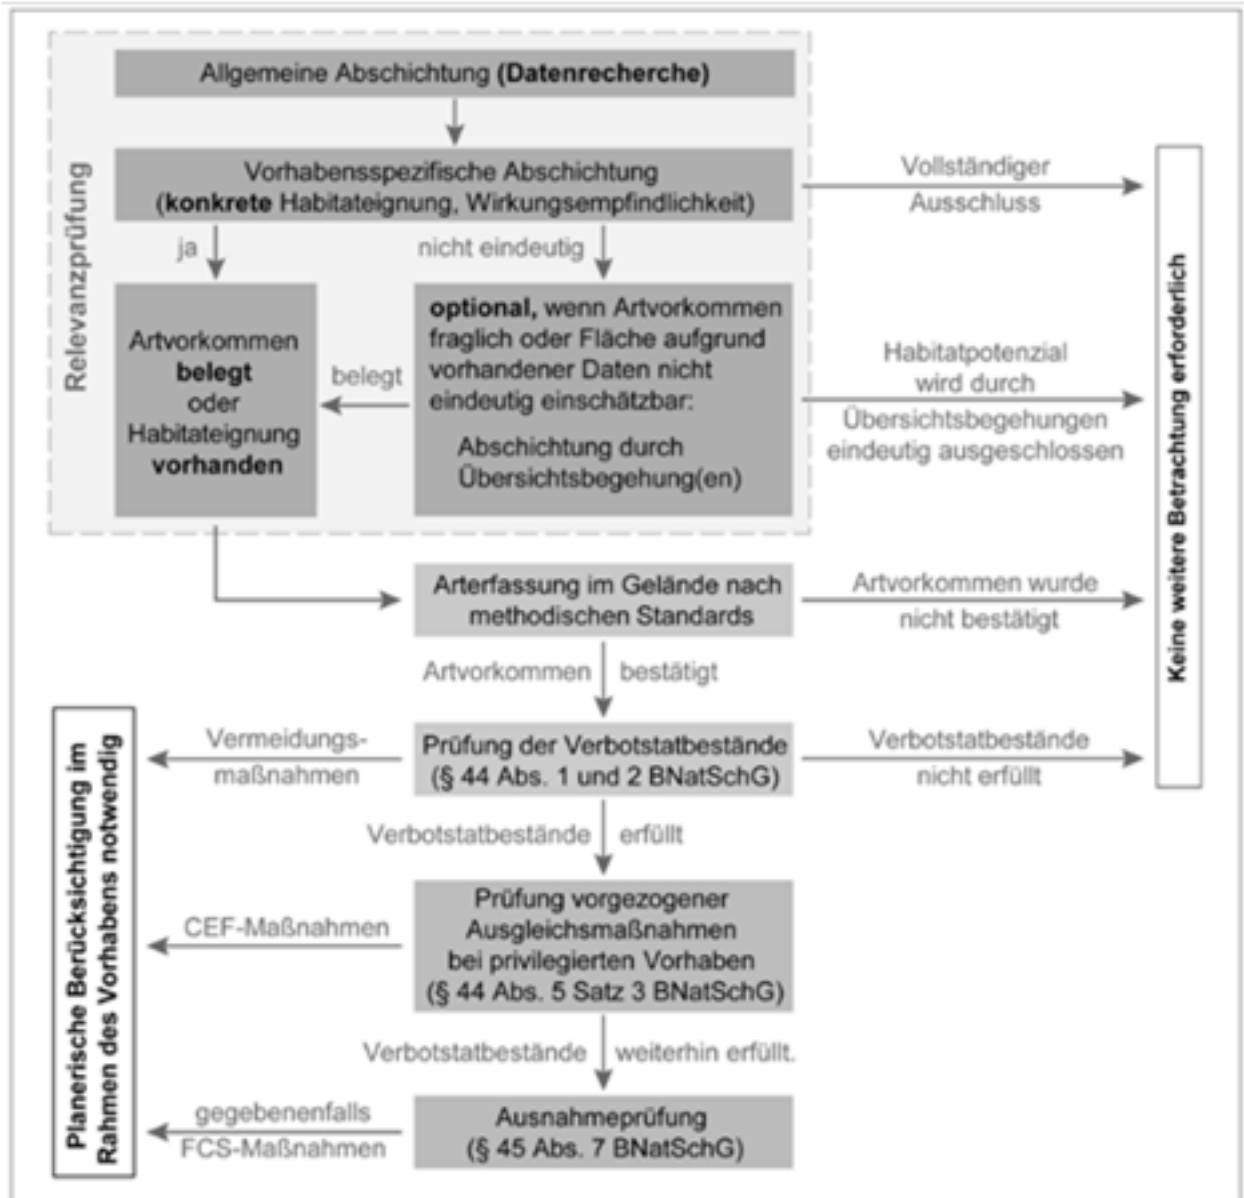 Allgemeine Abschichtung (Datenrecherche)
Relevanzprüfung
Vorhabensspezifische Abschichtung
(konkrete Habitateignung, Wirkungsempfindlichkeit)
Vollständiger
Ausschluss
ja
nicht eindeutig
Artvorkommen
belegt
oder
Habitateignung
vorhanden
belegt
optional, wenn Artvorkommen
fraglich oder Fläche aufgrund
vorhandener Daten nicht
eindeutig einschätzbar:
Abschichtung durch
Übersichtsbegehung(en)
Habitatpotenzial
wird durch
Übersichtsbegehungen
eindeutig ausgeschlossen
Keine weitere Betrachtung erforderlich
Arterfassung im Gelände nach
methodischen Standards
Artvorkommen wurde
nicht bestätigt
Artvorkommen bestätigt
Planerische Berücksichtigung im
Rahmen des Vorhabens notwendig
Vermeidungs-
maßnahmen
Prüfung der Verbotstatbestände
(§ 44 Abs. 1 und 2 BNatSchG)
Verbotstatbestände
nicht erfüllt
Verbotstatbestände erfüllt
CEF-Maßnahmen
Prüfung vorgezogener
Ausgleichsmaßnahmen
bei privilegierten Vorhaben
(§ 44 Abs. 5 Satz 3 BNatSchG)
Verbotstatbestände weiterhin erfüllt.
gegebenenfalls
FCS-Maßnahmen
Ausnahmeprüfung
(§ 45 Abs. 7 BNatSchG)